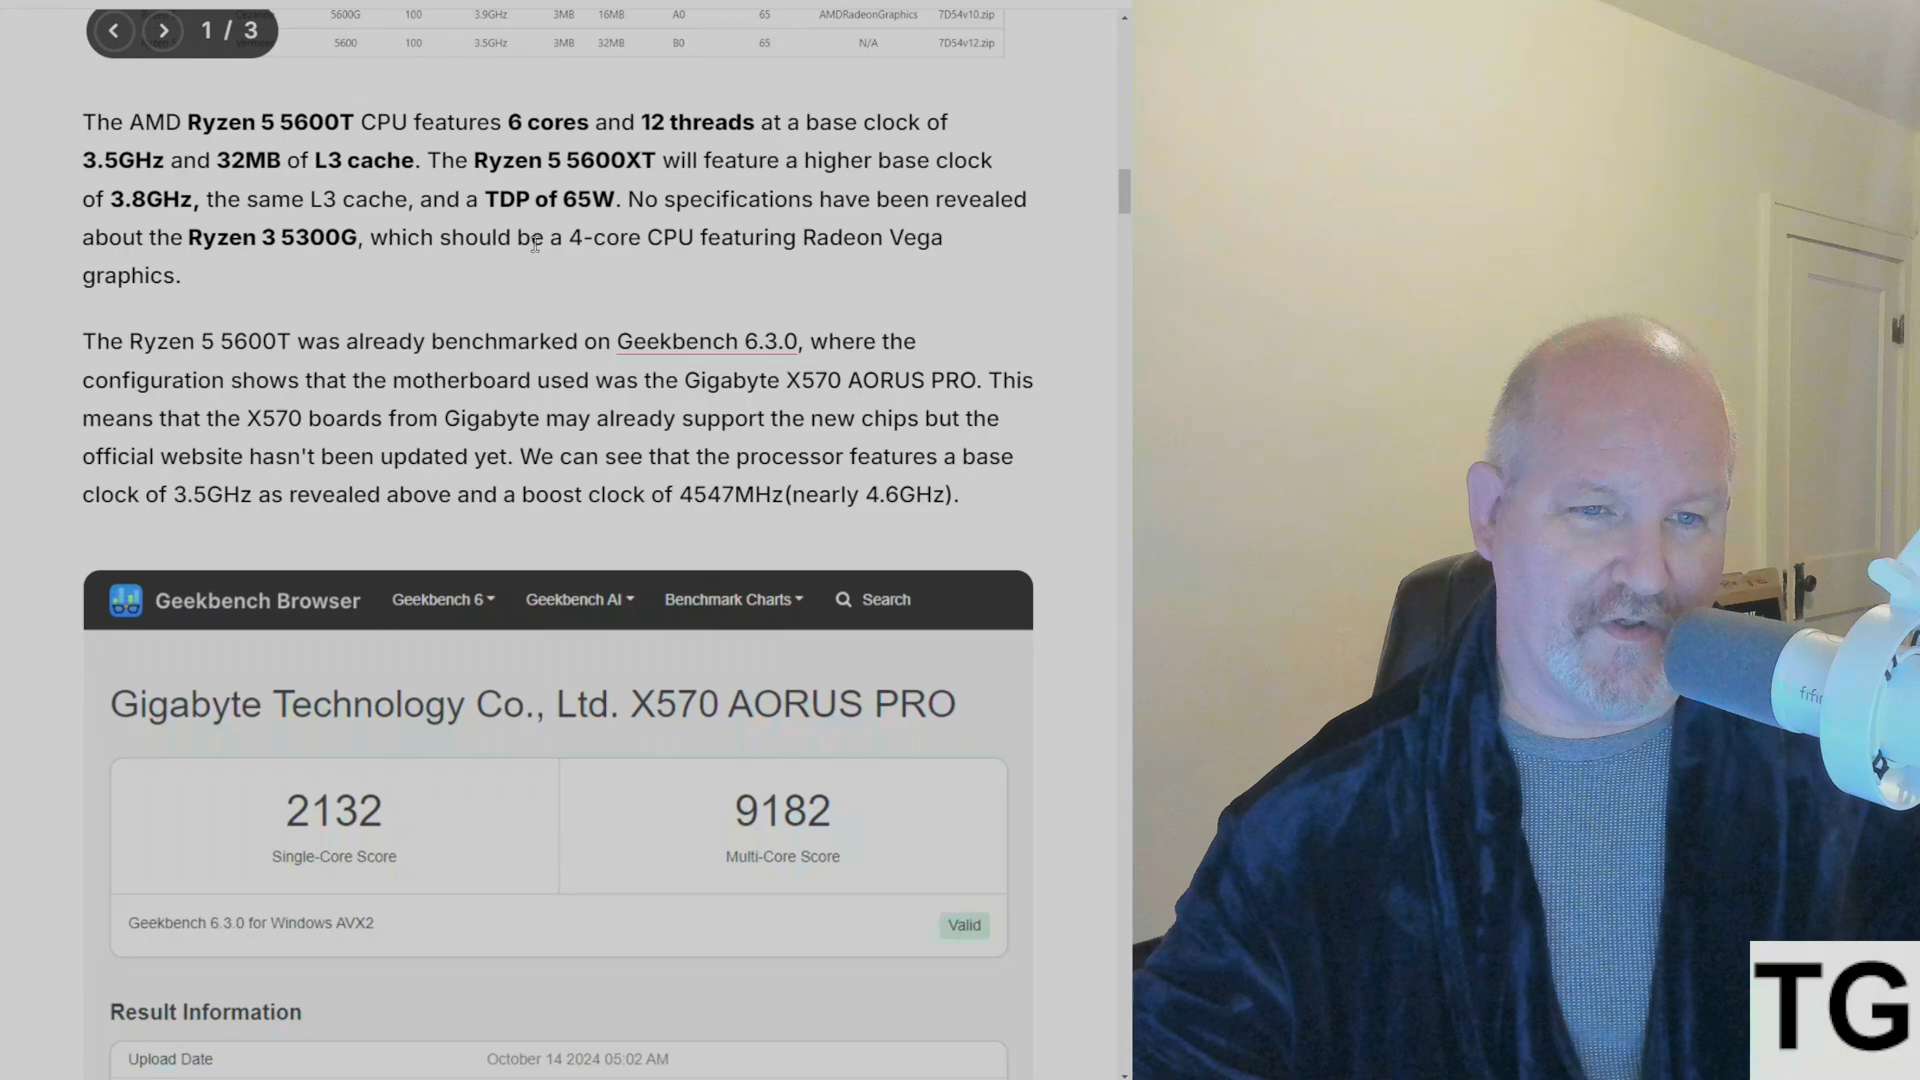 5600G 100 3.9GHz 3MB 16MB A0 65 AMDRadeonGraphics 7D54v10.zip
1 / 3
5600 100 3.5GHz 3MB 32MB B0 65 N/A 7D54v12.zip
The AMD Ryzen 5 5600T CPU features 6 cores and 12 threads at a base clock of
3.5GHz and 32MB of L3 cache. The Ryzen 5 5600XT will feature a higher base clock
of 3.8GHz, the same L3 cache, and a TDP of 65W. No specifications have been revealed
about the Ryzen 3 5300G, which should be a 4-core CPU featuring Radeon Vega
graphics.
The Ryzen 5 5600T was already benchmarked on Geekbench 6.3.0, where the
configuration shows that the motherboard used was the Gigabyte X570 AORUS PRO. This
means that the X570 boards from Gigabyte may already support the new chips but the
official website hasn't been updated yet. We can see that the processor features a base
clock of 3.5GHz as revealed above and a boost clock of 4547MHz(nearly 4.6GHz).
Geekbench Browser Geekbench 6 Geekbench AI Benchmark Charts Search
Gigabyte Technology Co., Ltd. X570 AORUS PRO
2132 9182
Single-Core Score Multi-Core Score
Geekbench 6.3.0 for Windows AVX2 Valid
Result Information
Upload Date October 14 2024 05:02 AM
TG